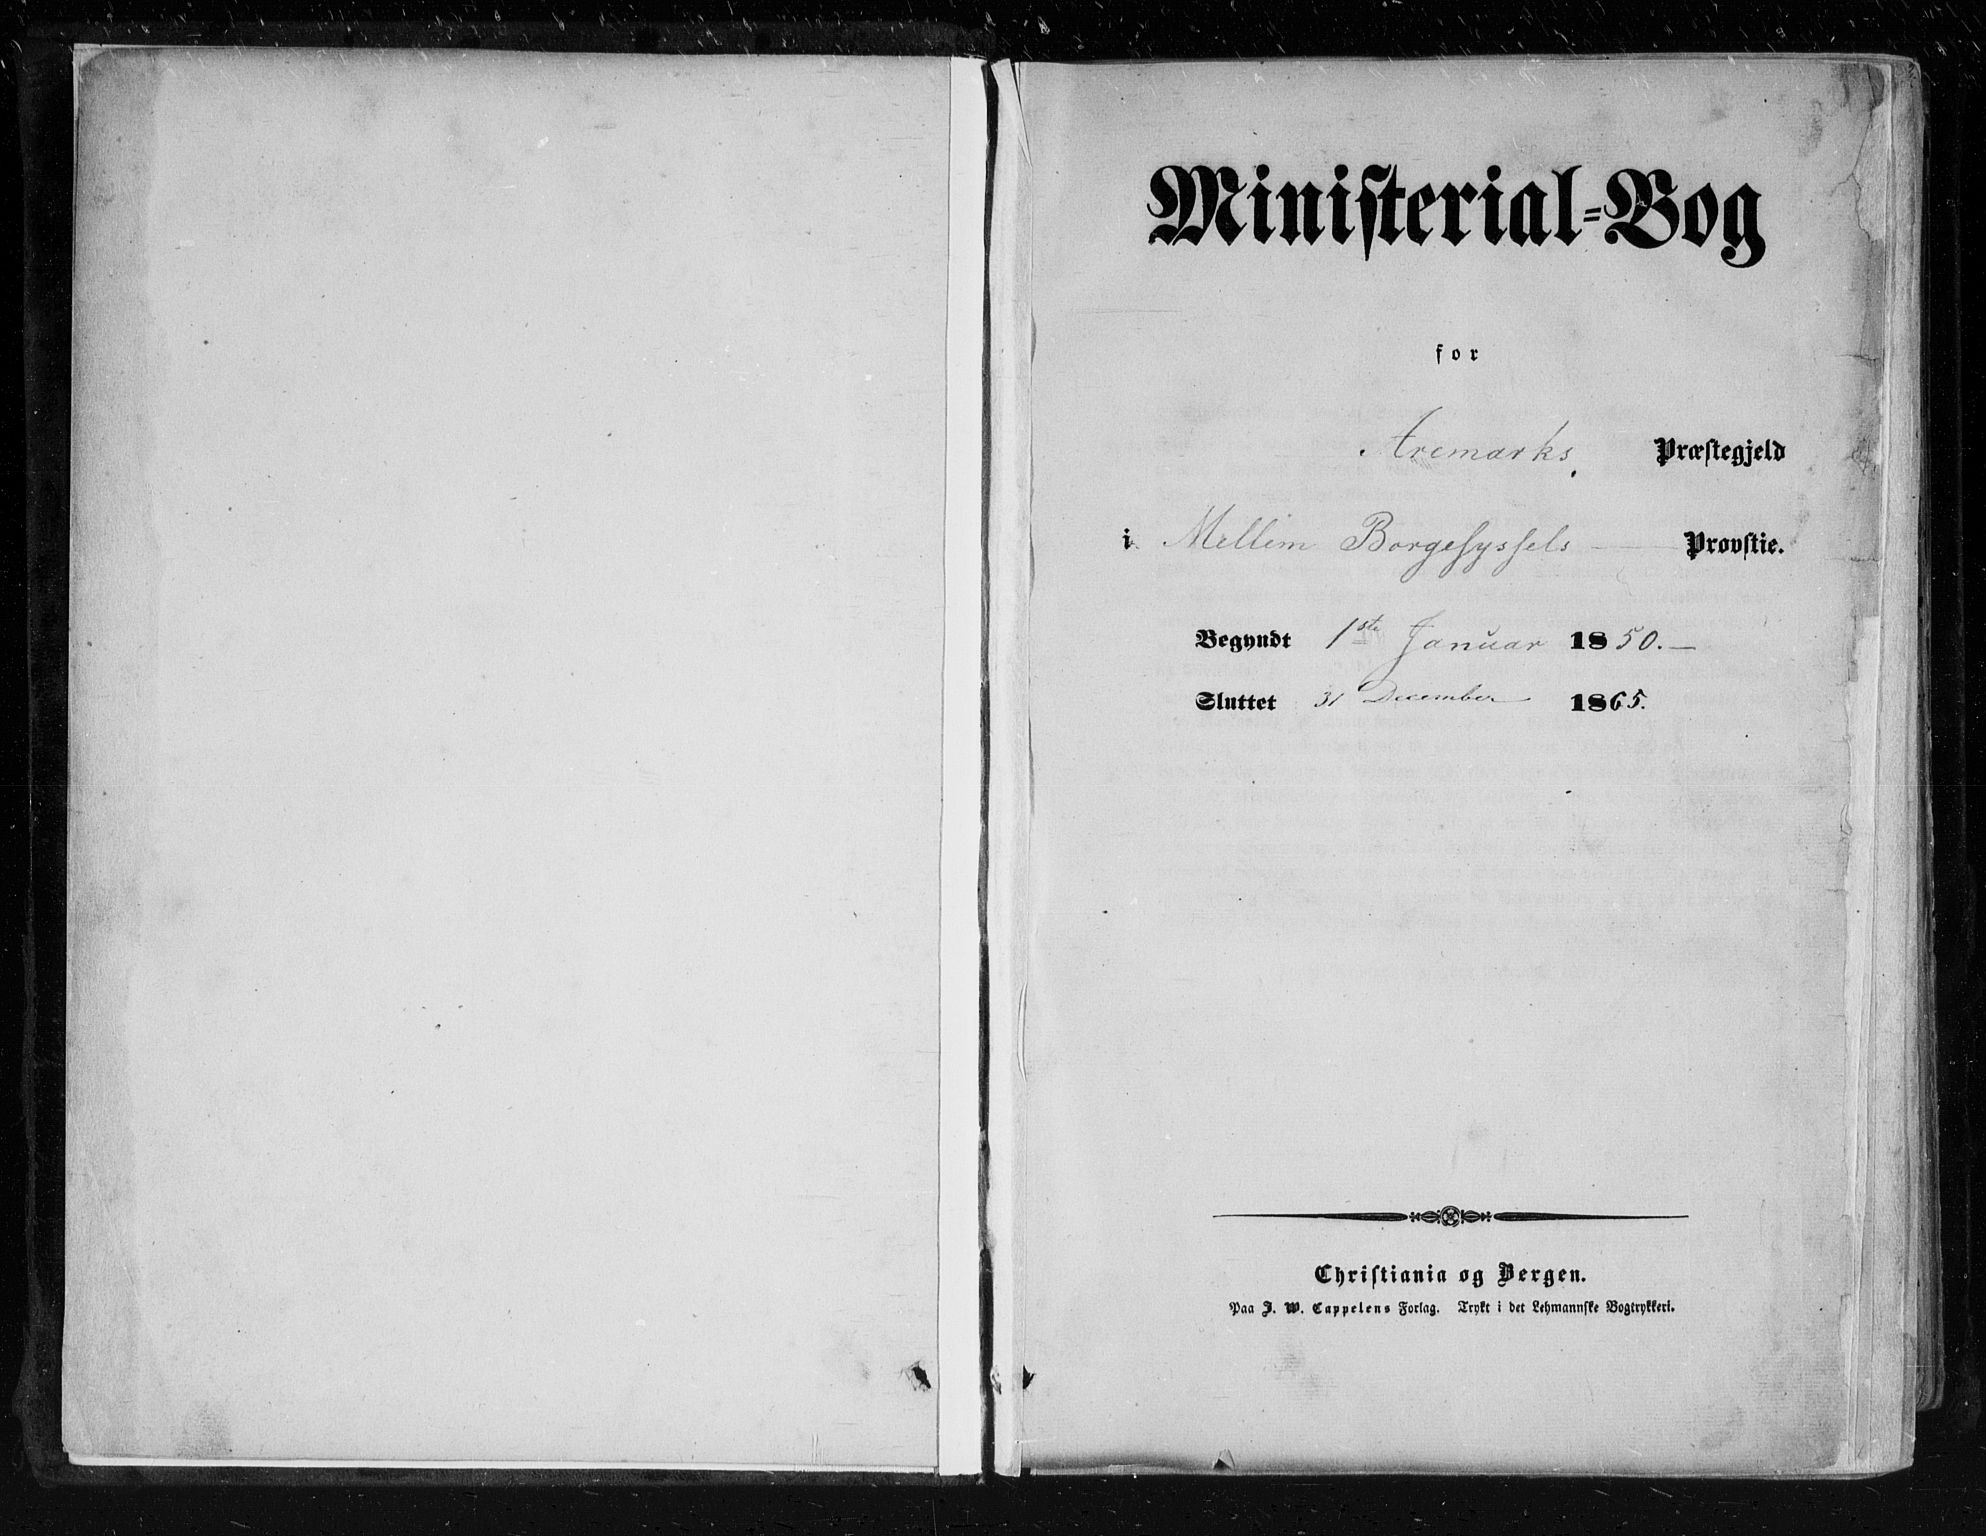 Ministerial-Bog
for
Aremarks Præstegjeld
i Mellem Borgesyssels Provstie.
Begyndt 1ste Januar 1850.—
Sluttet 31 December 1865.
Christiania og Bergen.
Paa J. W. Cappelens Forlag. Trykt i det Lehmannske Bogtrykkeri.